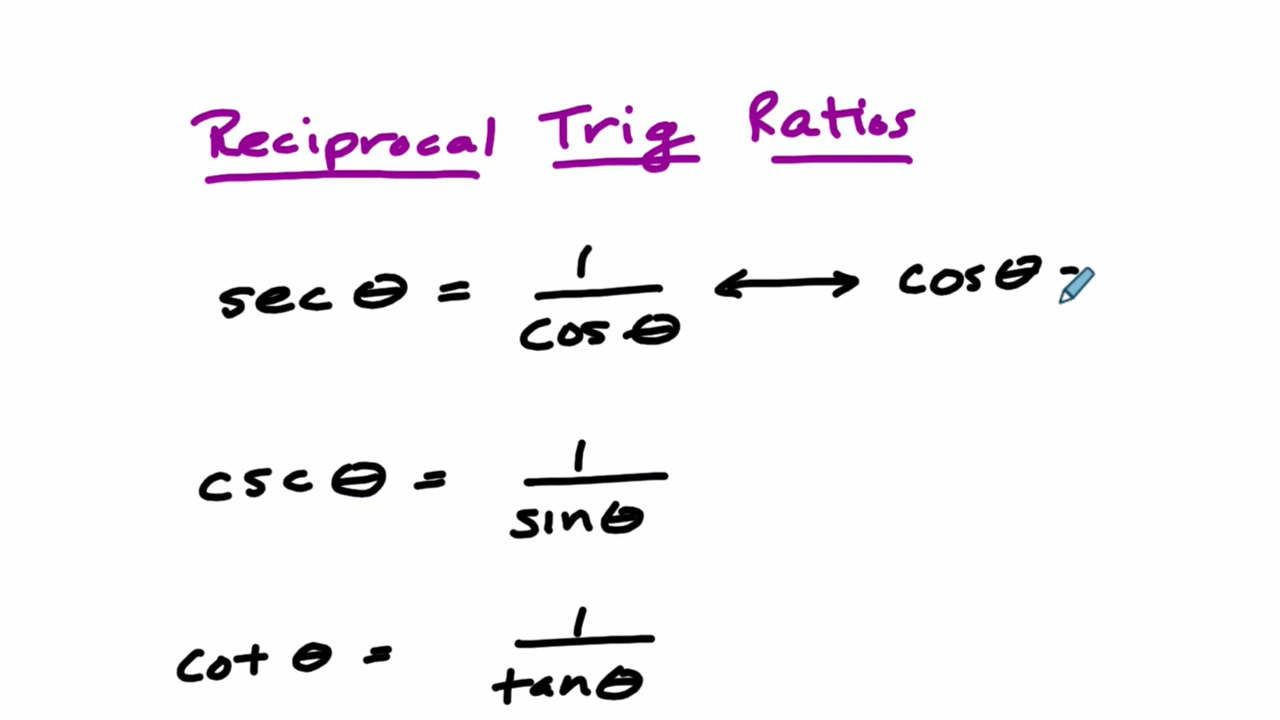 Reciprocal Trig Ratios
sec θ = 1/cos θ ↔ cos θ =
csc θ = 1/sin θ
cot θ = 1/tan θ